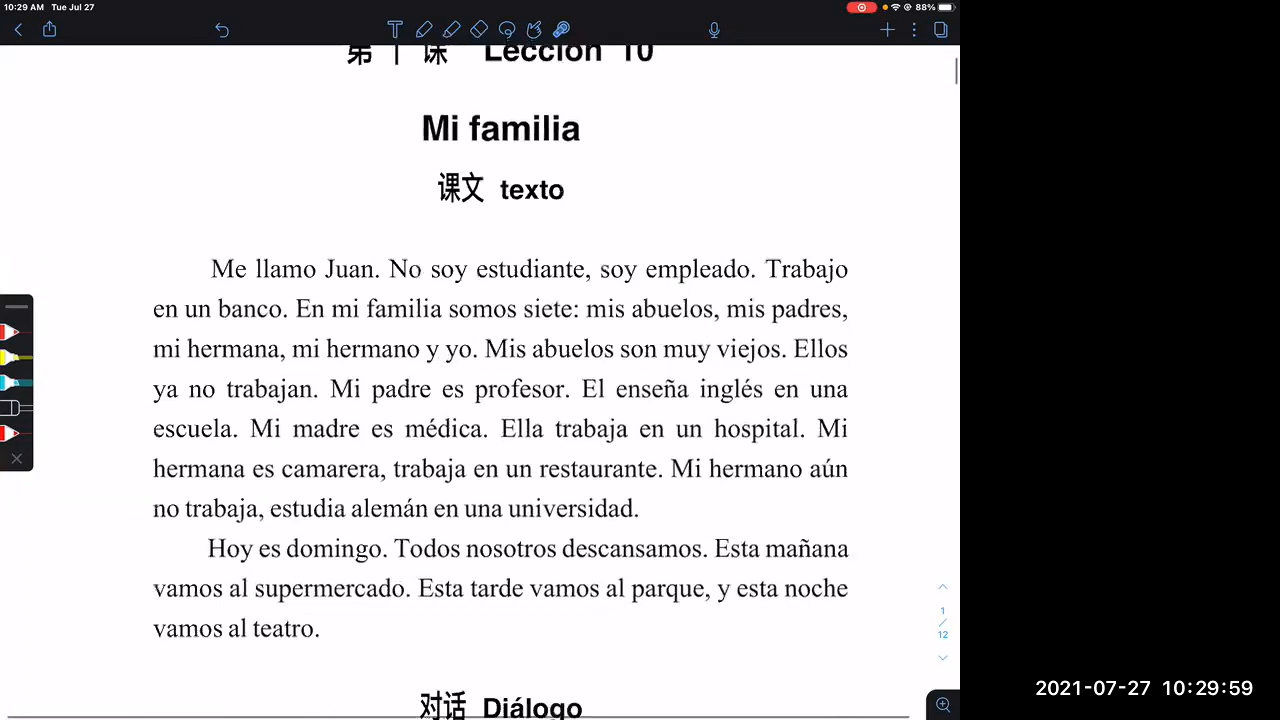 10:29 AM Tue Jul 27
88%
第十课 Lección 10
Mi familia
课文 texto
Me llamo Juan. No soy estudiante, soy empleado. Trabajo
en un banco. En mi familia somos siete: mis abuelos, mis padres,
mi hermana, mi hermano y yo. Mis abuelos son muy viejos. Ellos
ya no trabajan. Mi padre es profesor. El enseña inglés en una
escuela. Mi madre es médica. Ella trabaja en un hospital. Mi
hermana es camarera, trabaja en un restaurante. Mi hermano aún
no trabaja, estudia alemán en una universidad.
Hoy es domingo. Todos nosotros descansamos. Esta mañana
vamos al supermercado. Esta tarde vamos al parque, y esta noche
vamos al teatro.
1
/
12
对话 Diálogo
2021-07-27 10:29:59